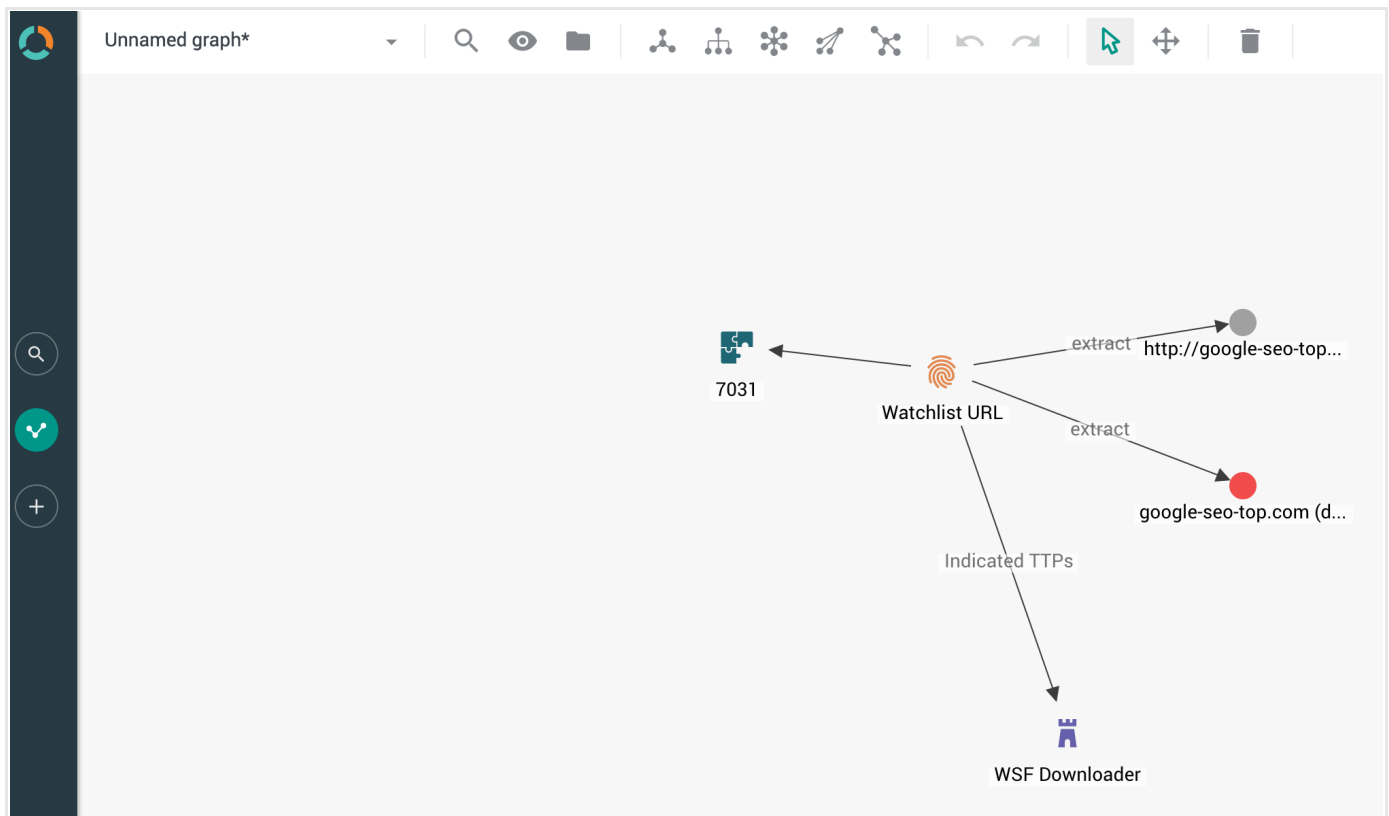 Unnamed graph*
extract
http://google-seo-top...
7031
Watchlist URL
extract
google-seo-top.com (d...
Indicated TTPs
WSF Downloader